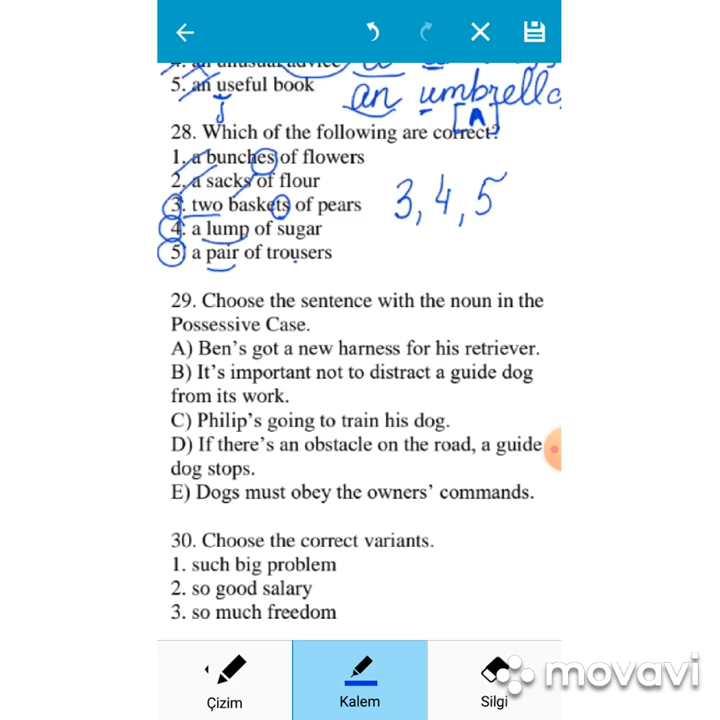 4. an unusual advice
5. an useful book
an umbrella
[Λ]
28. Which of the following are correct?
1. a bunches of flowers
2. a sacks of flour
3. two baskets of pears
3, 4, 5
4. a lump of sugar
5) a pair of trousers
29. Choose the sentence with the noun in the
Possessive Case.
A) Ben's got a new harness for his retriever.
B) It's important not to distract a guide dog
from its work.
C) Philip's going to train his dog.
D) If there's an obstacle on the road, a guide
dog stops.
E) Dogs must obey the owners' commands.
30. Choose the correct variants.
1. such big problem
2. so good salary
3. so much freedom
Çizim
Kalem
Silgi
movavi